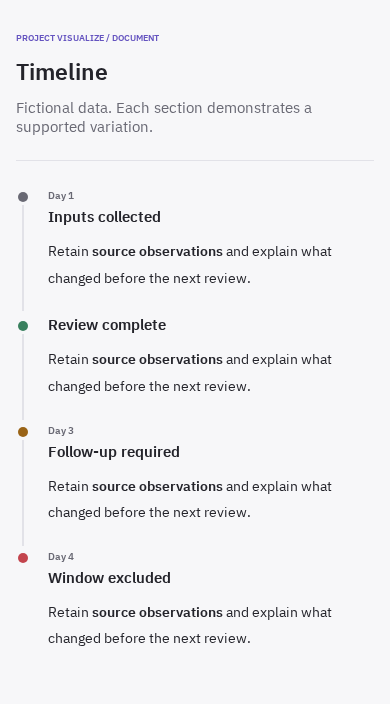 PROJECT VISUALIZE / DOCUMENT
Timeline
Fictional data. Each section demonstrates a
supported variation.
Day 1
Inputs collected
Retain source observations and explain what
changed before the next review.
Review complete
Retain source observations and explain what
changed before the next review.
Day 3
Follow-up required
Retain source observations and explain what
changed before the next review.
Day 4
Window excluded
Retain source observations and explain what
changed before the next review.